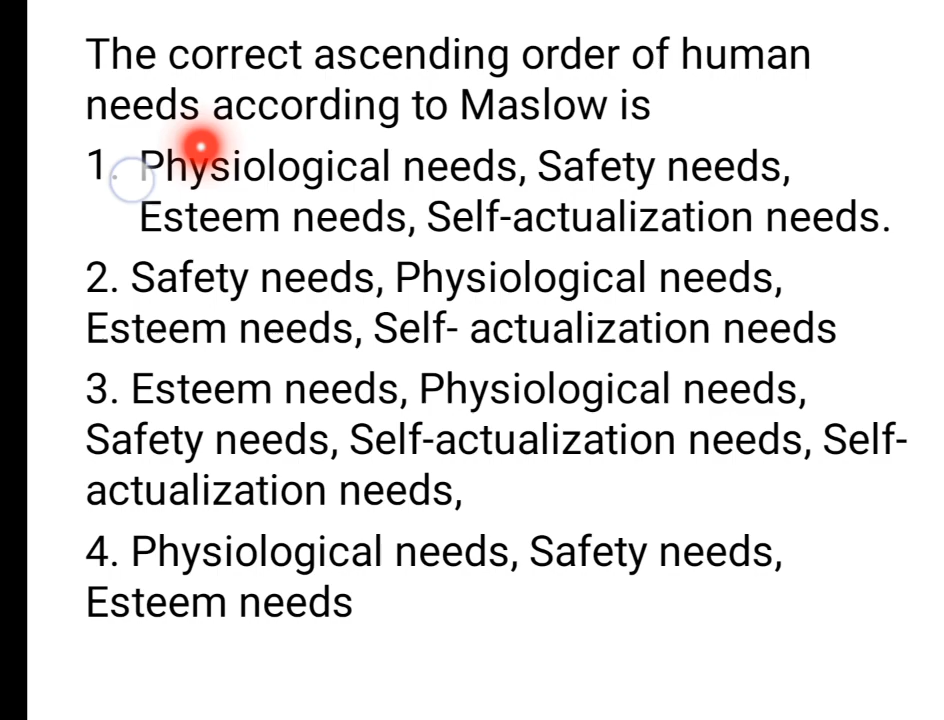 The correct ascending order of human
needs according to Maslow is
1. Physiological needs, Safety needs,
Esteem needs, Self-actualization needs.
2. Safety needs, Physiological needs,
Esteem needs, Self- actualization needs
3. Esteem needs, Physiological needs,
Safety needs, Self-actualization needs, Self-
actualization needs,
4. Physiological needs, Safety needs,
Esteem needs